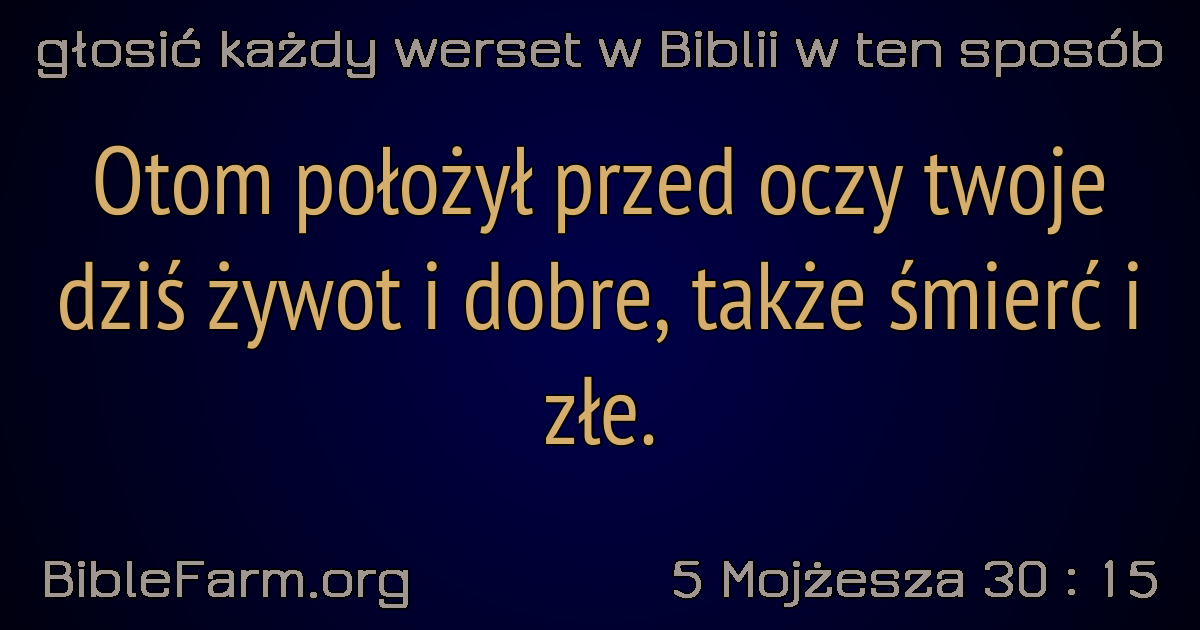 głosić każdy werset w Biblii w ten sposób
Otom położył przed oczy twoje
dziś żywot i dobre, także śmierć i
złe.
BibleFarm.org
5 Mojżesza 30 : 15